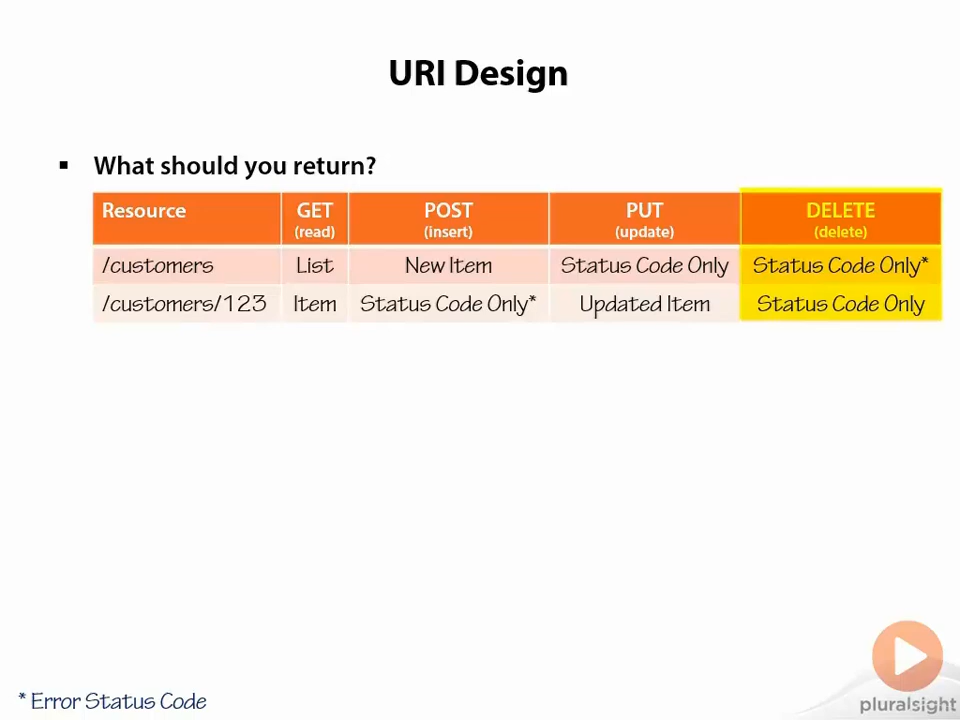 URI Design
▪ What should you return?
Resource GET POST PUT DELETE
(read) (insert) (update) (delete)
/customers List New Item Status Code Only Status Code Only*
/customers/123 Item Status Code Only* Updated Item Status Code Only
* Error Status Code
pluralsight